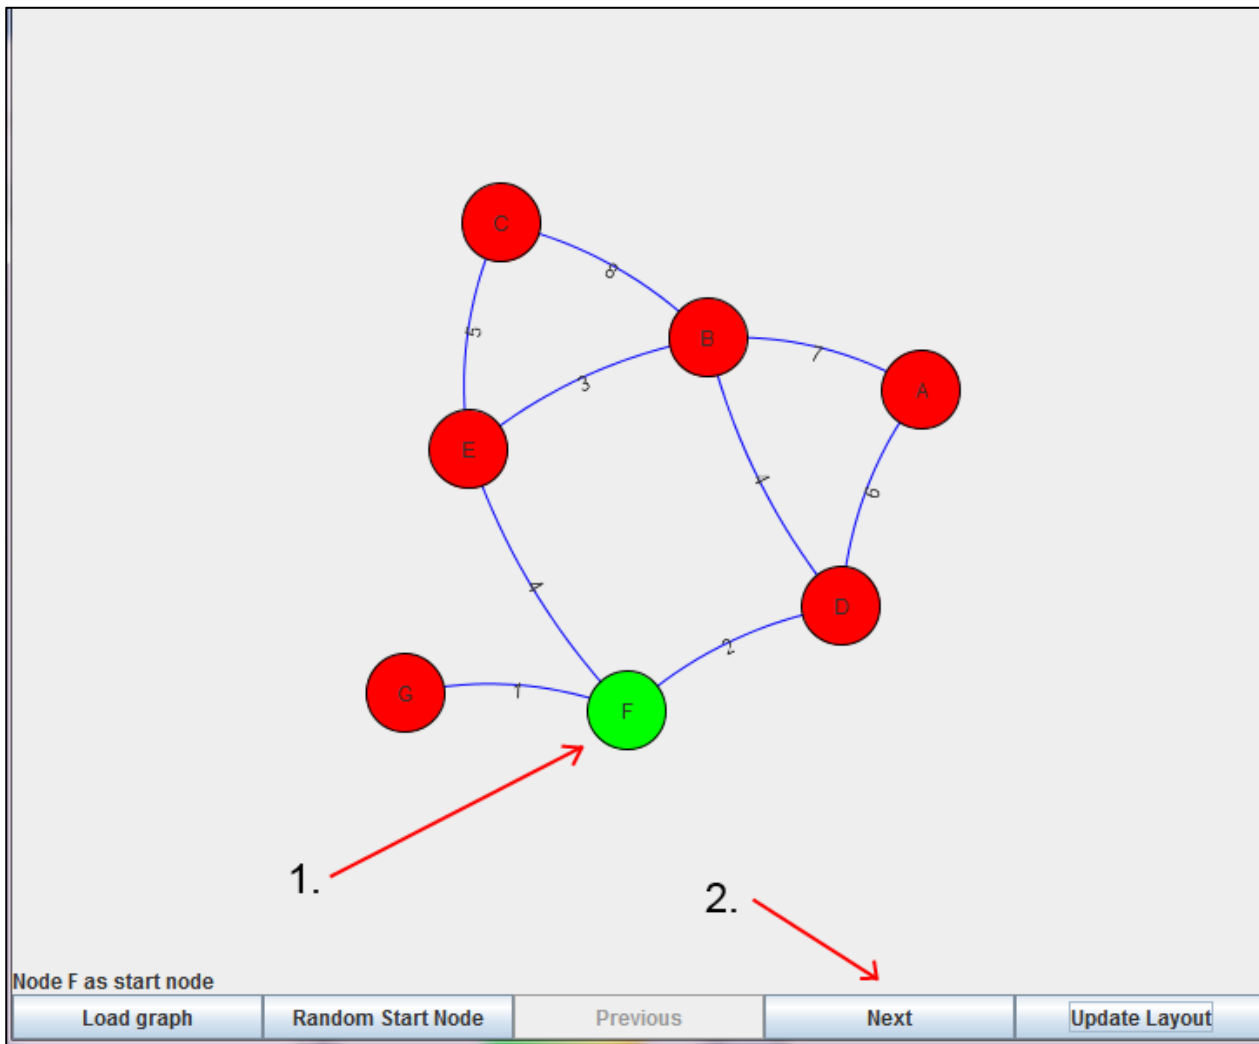 C
8
5
B
7
A
3
E
4
6
4
D
2
G
1
F
1.
2.
Node F as start node
Load graph
Random Start Node
Previous
Next
Update Layout